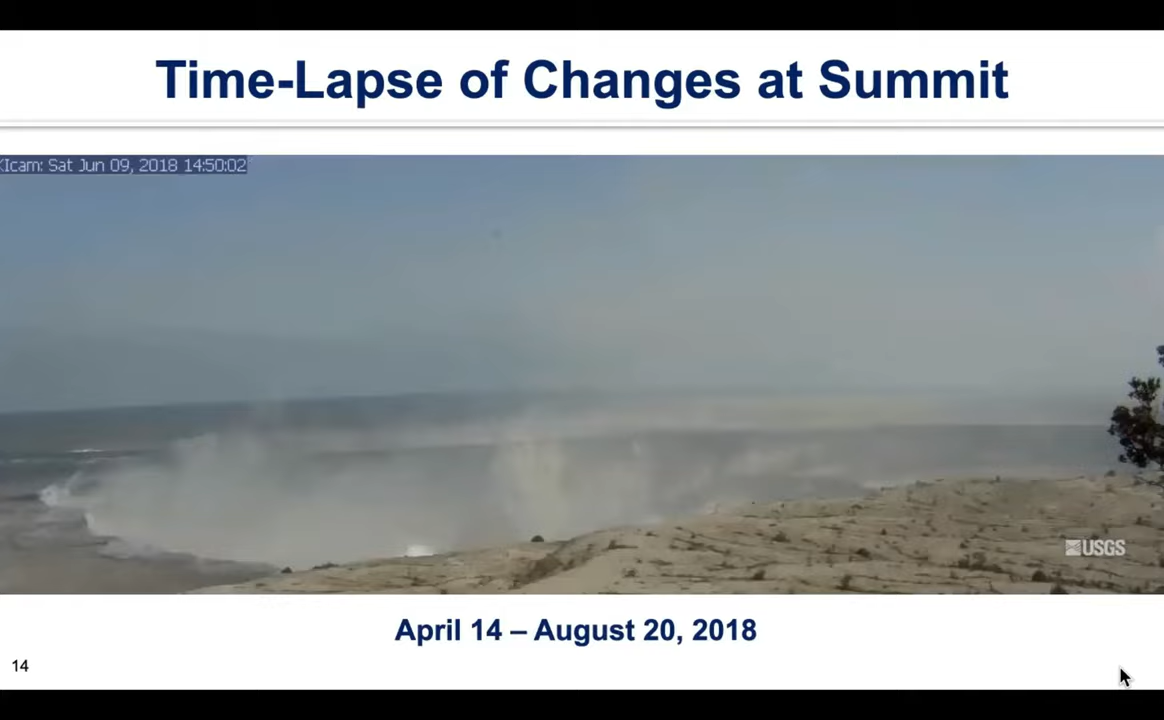 Time-Lapse of Changes at Summit
KIcam: Sat Jun 09, 2018 14:50:02
USGS
April 14 – August 20, 2018
14